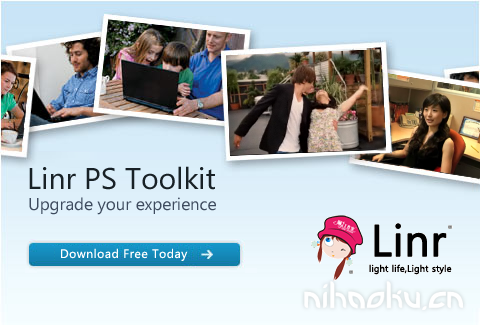 Linr PS Toolkit
Upgrade your experience
Download Free Today
Linr
light life,Light style
nihaoku.cn